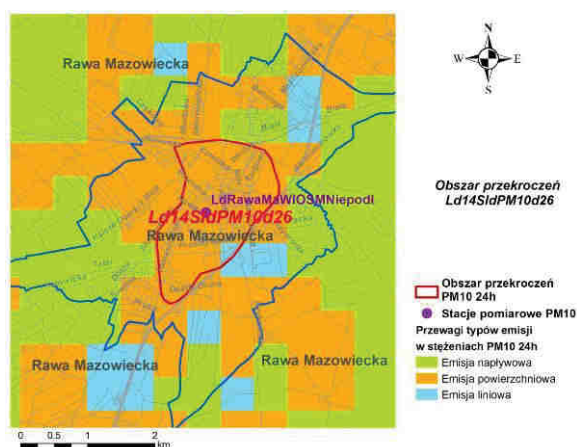 Rawa Mazowiecka
N
W E
S
LdRawaMaWIOSMNiepodl
Ld14SldPM10d26
Rawa Mazowiecka
Rawa Mazowiecka
Rawa Mazowiecka
Obszar przekroczeń
Ld14SldPM10d26
Obszar przekroczeń
PM10 24h
Stacje pomiarowe PM10
Przewagi typów emisji
w stężeniach PM10 24h
Emisja napływowa
Emisja powierzchniowa
Emisja liniowa
0 0.5 1 2
km